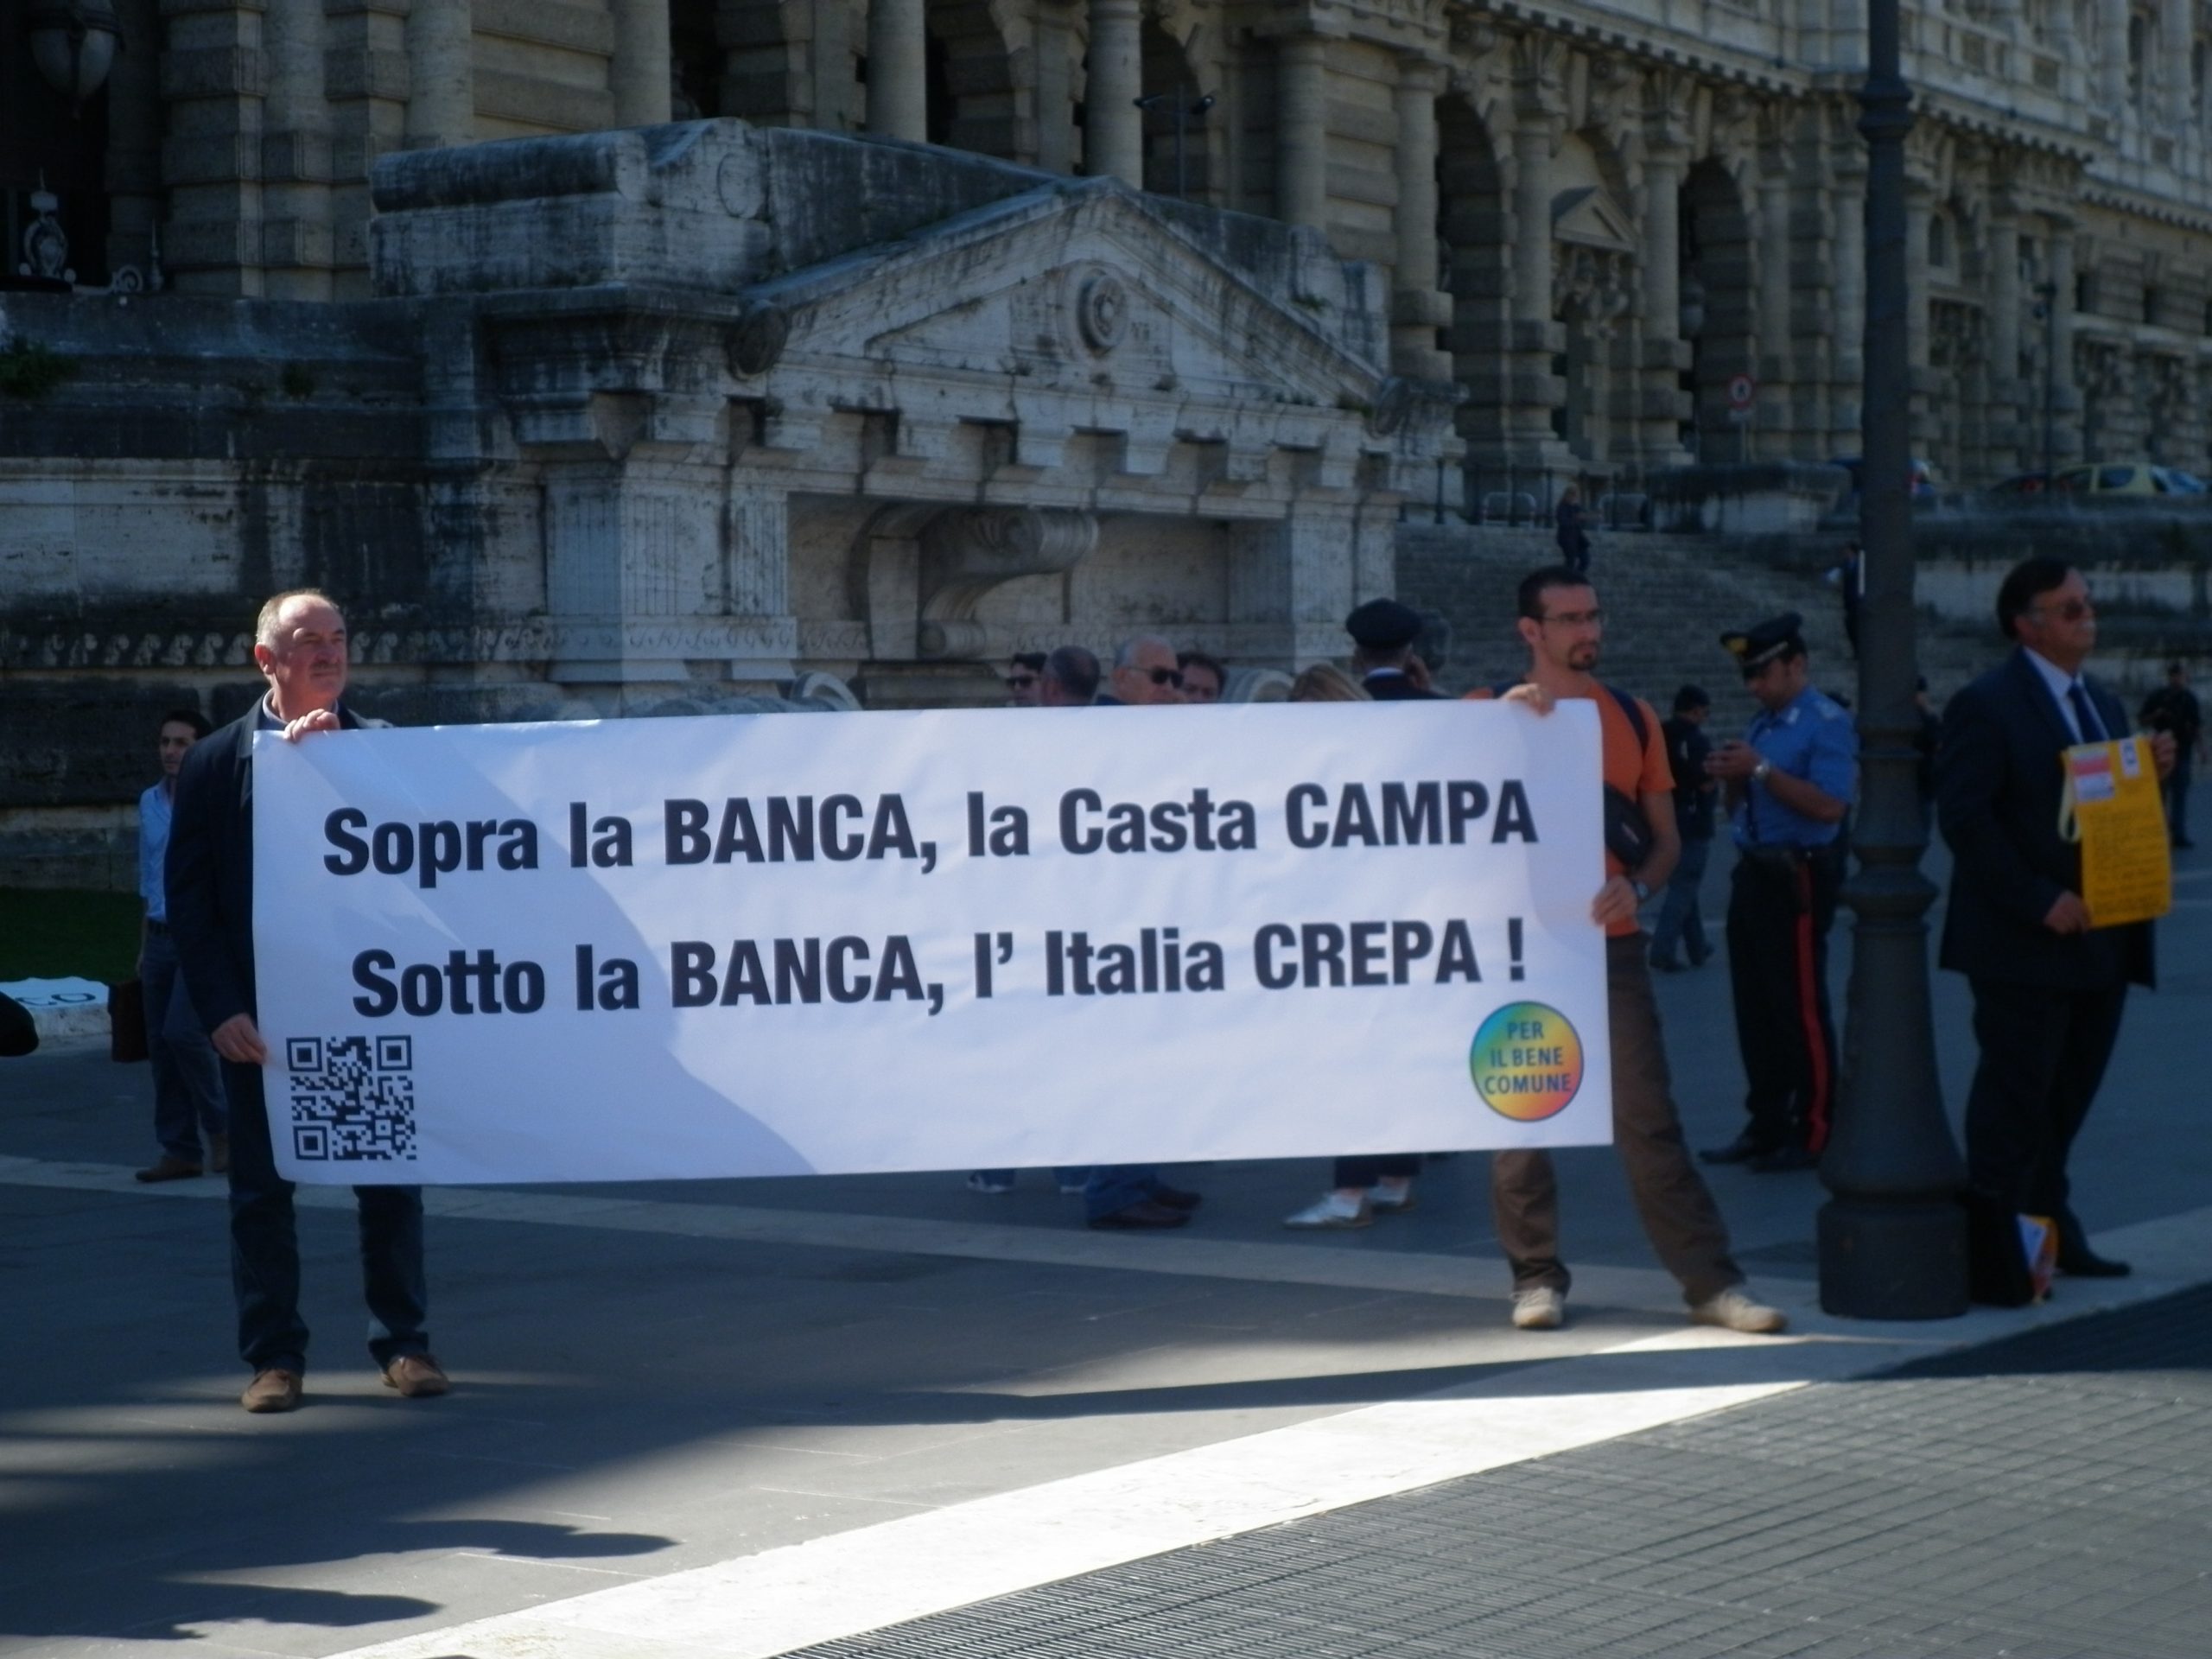 Sopra la BANCA, la Casta CAMPA
Sotto la BANCA, l' Italia CREPA !
PER
IL BENE
COMUNE